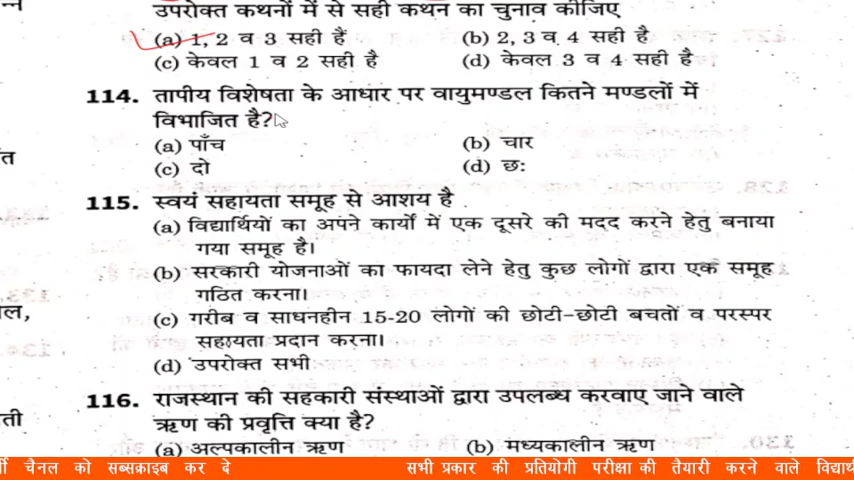 उपरोक्त कथनों में से सही कथन का चुनाव कीजिए
(a) 1, 2 व 3 सही हैं (b) 2, 3 व 4 सही है
(c) केवल 1 व 2 सही है (d) केवल 3 व 4 सही है
114. तापीय विशेषता के आधार पर वायुमण्डल कितने मण्डलों में
विभाजित है?
(a) पाँच (b) चार
(c) दो (d) छः
115. स्वयं सहायता समूह से आशय है
(a) विद्यार्थियों का अपने कार्यों में एक दूसरे की मदद करने हेतु बनाया
गया समूह है।
(b) सरकारी योजनाओं का फायदा लेने हेतु कुछ लोगों द्वारा एक समूह
गठित करना।
(c) गरीब व साधनहीन 15-20 लोगों की छोटी-छोटी बचतों व परस्पर
सहायता प्रदान करना।
(d) उपरोक्त सभी
116. राजस्थान की सहकारी संस्थाओं द्वारा उपलब्ध करवाए जाने वाले
ऋण की प्रवृत्ति क्या है?
(a) अल्पकालीन ऋण (b) मध्यकालीन ऋण
चैनल को सब्सक्राइब कर दे सभी प्रकार की प्रतियोगी परीक्षा की तैयारी करने वाले